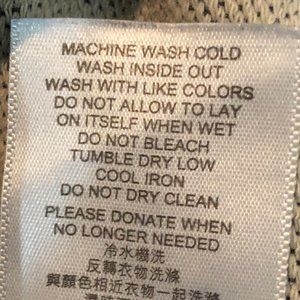 MACHINE WASH COLD
WASH INSIDE OUT
WASH WITH LIKE COLORS
DO NOT ALLOW TO LAY
ON ITSELF WHEN WET
DO NOT BLEACH
TUMBLE DRY LOW
COOL IRON
DO NOT DRY CLEAN
PLEASE DONATE WHEN
NO LONGER NEEDED
冷水機洗
反轉衣物洗滌
與顏色相近衣物一起洗滌